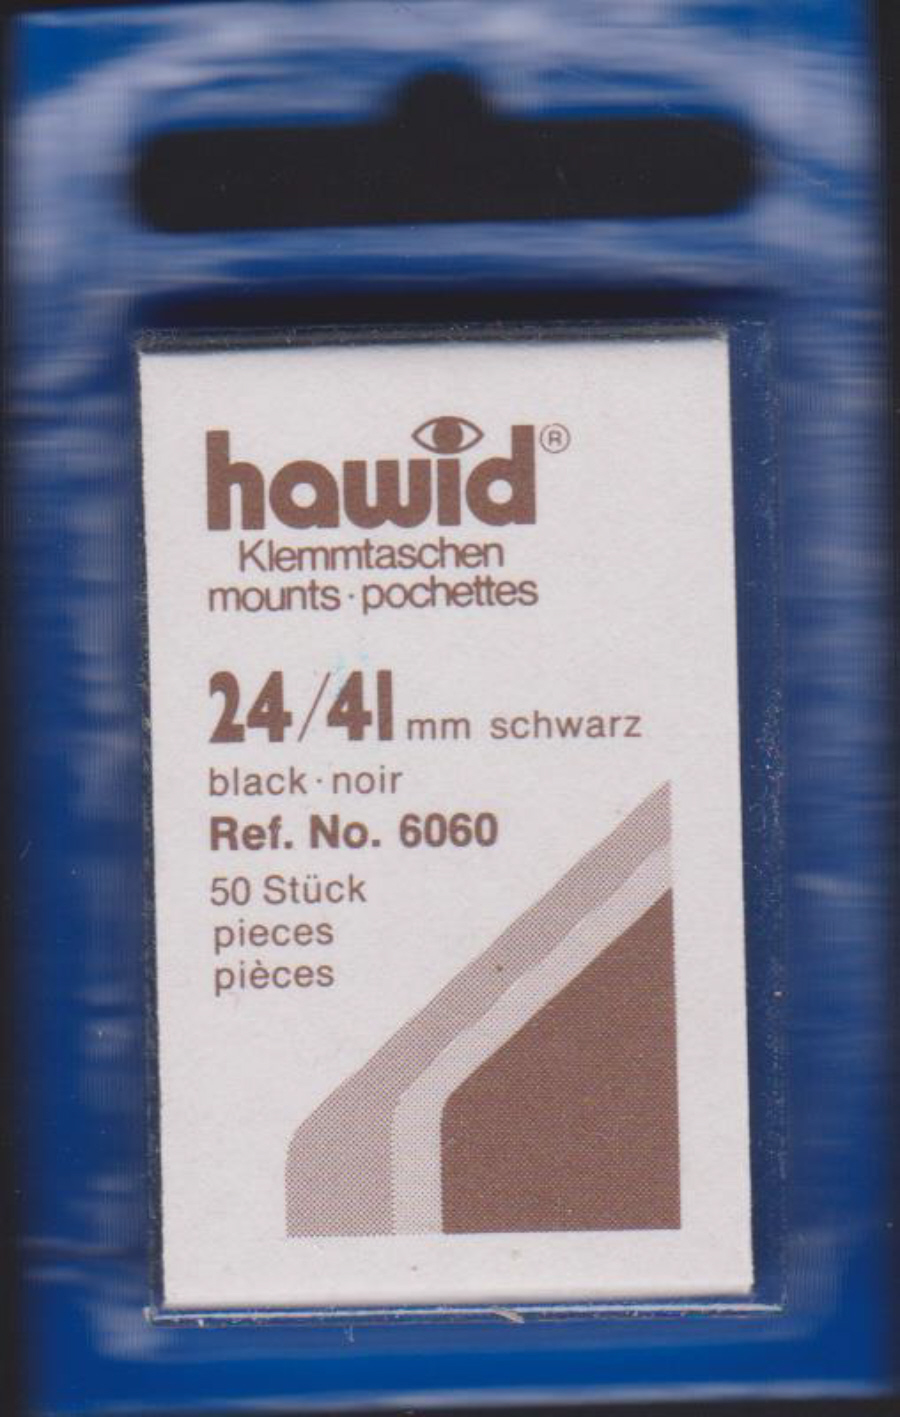 hawid®
Klemmtaschen
mounts · pochettes
24/41 mm schwarz
black · noir
Ref. No. 6060
50 Stück
pieces
pièces